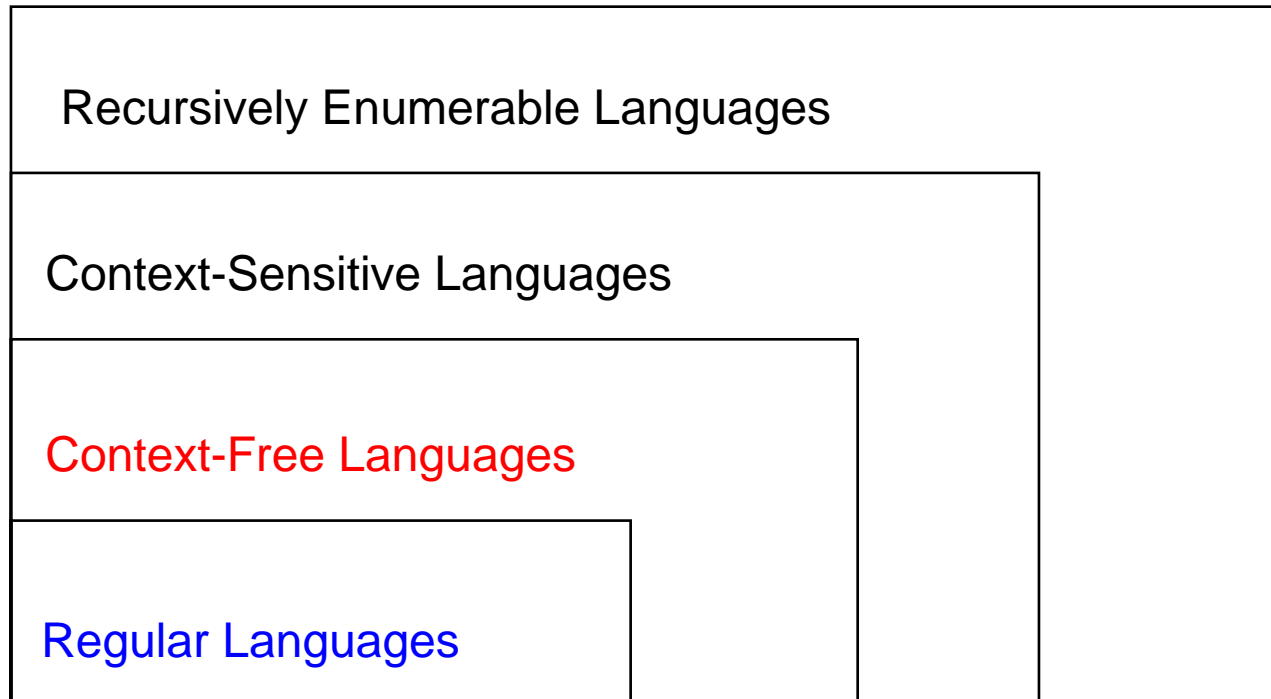 Recursively Enumerable Languages
Context-Sensitive Languages
Context-Free Languages
Regular Languages